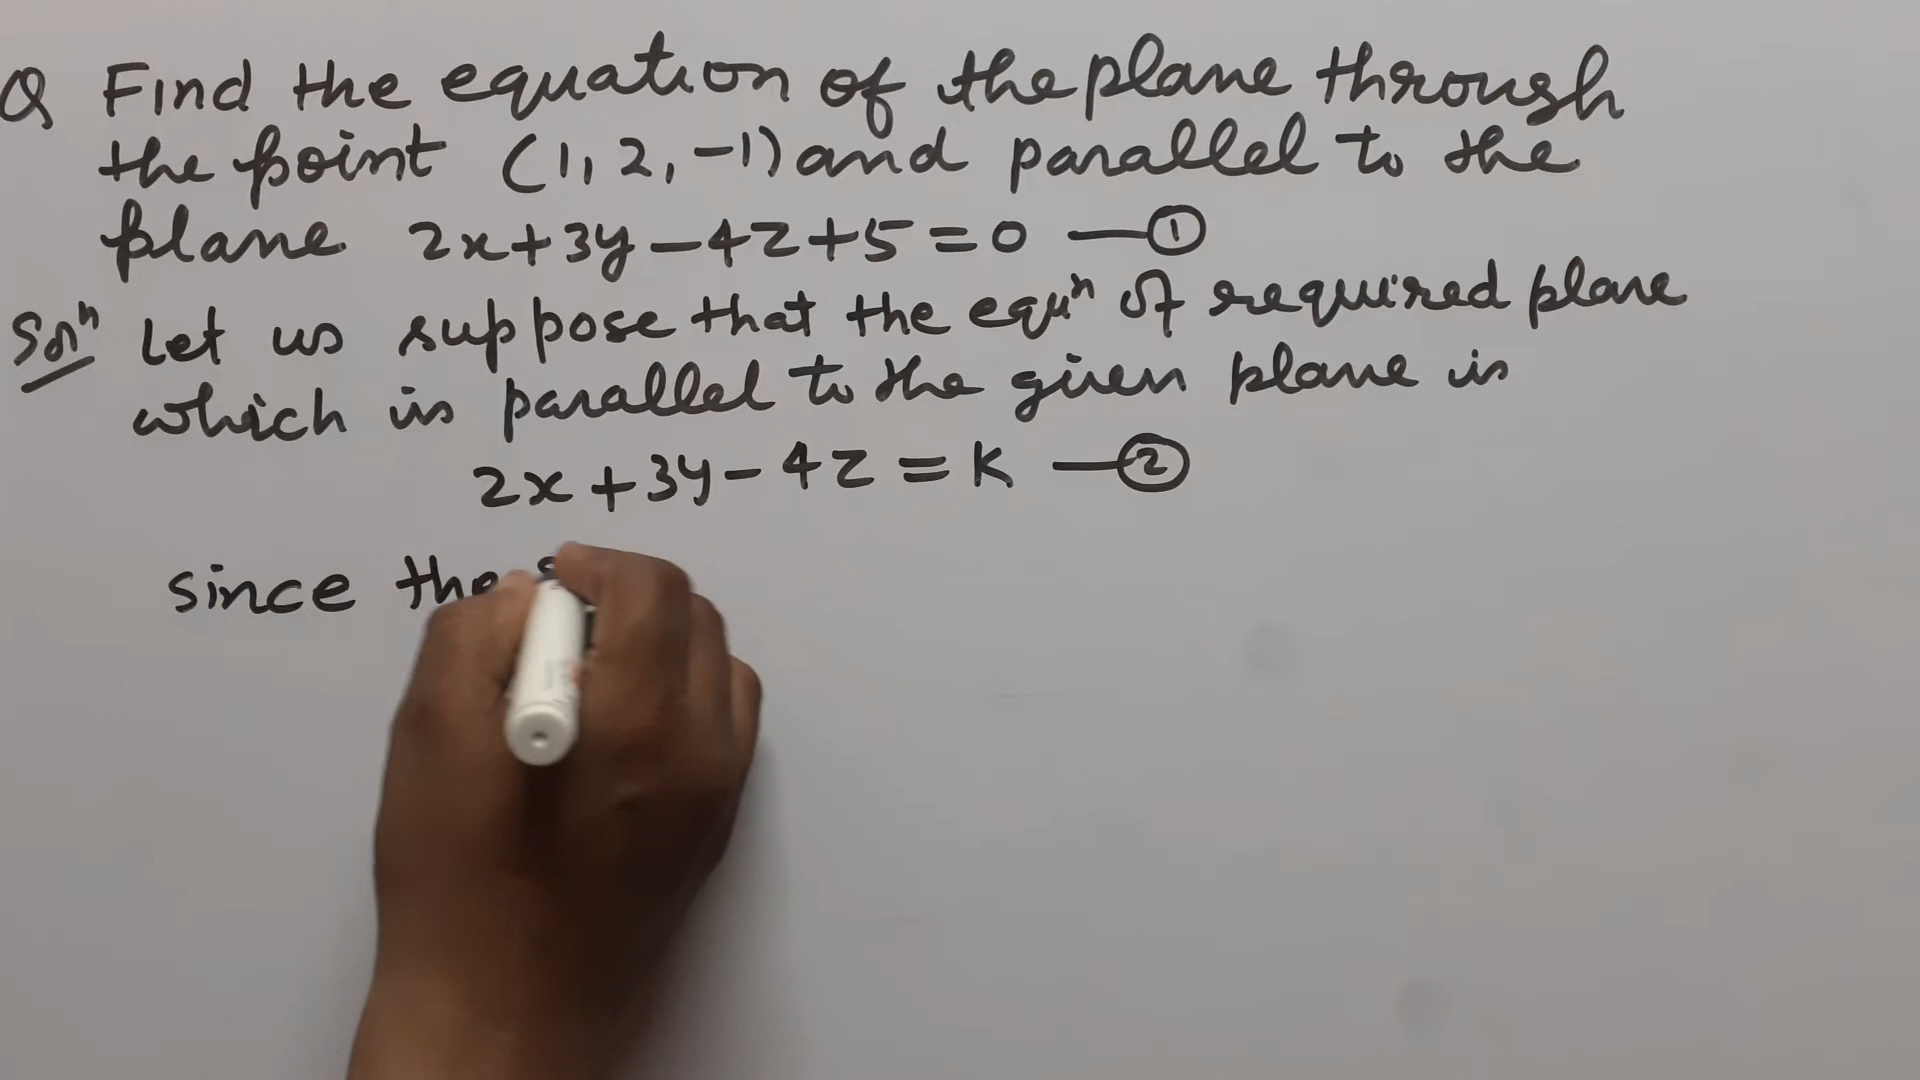 Q Find the equation of the plane through
the point (1, 2, -1) and parallel to the
plane 2x+3y-4z+5=0 —①
Solⁿ Let us suppose that the equⁿ of required plane
which is parallel to the given plane is
2x+3y-4z=K —②
since the